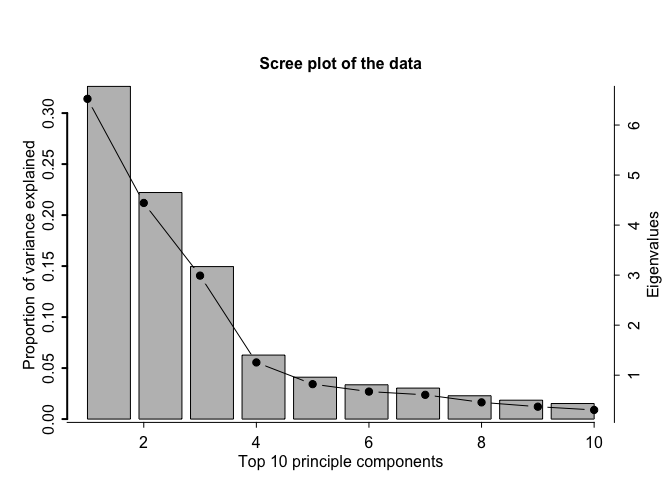 Scree plot of the data
Proportion of variance explained
0.00 0.05 0.10 0.15 0.20 0.25 0.30
2 4 6 8 10
Top 10 principle components
1 2 3 4 5 6
Eigenvalues